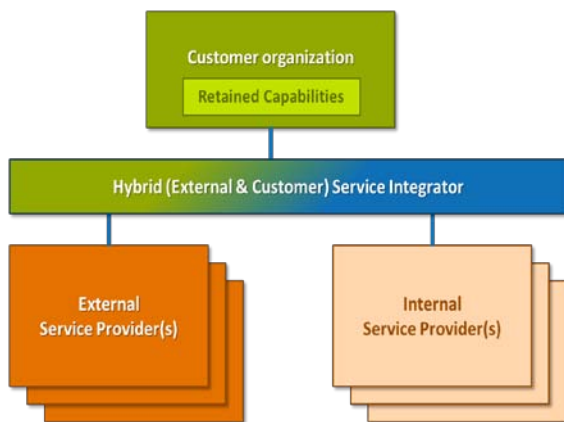 Customer organization
Retained Capabilities
Hybrid (External & Customer) Service Integrator
External
Service Provider(s)
Internal
Service Provider(s)